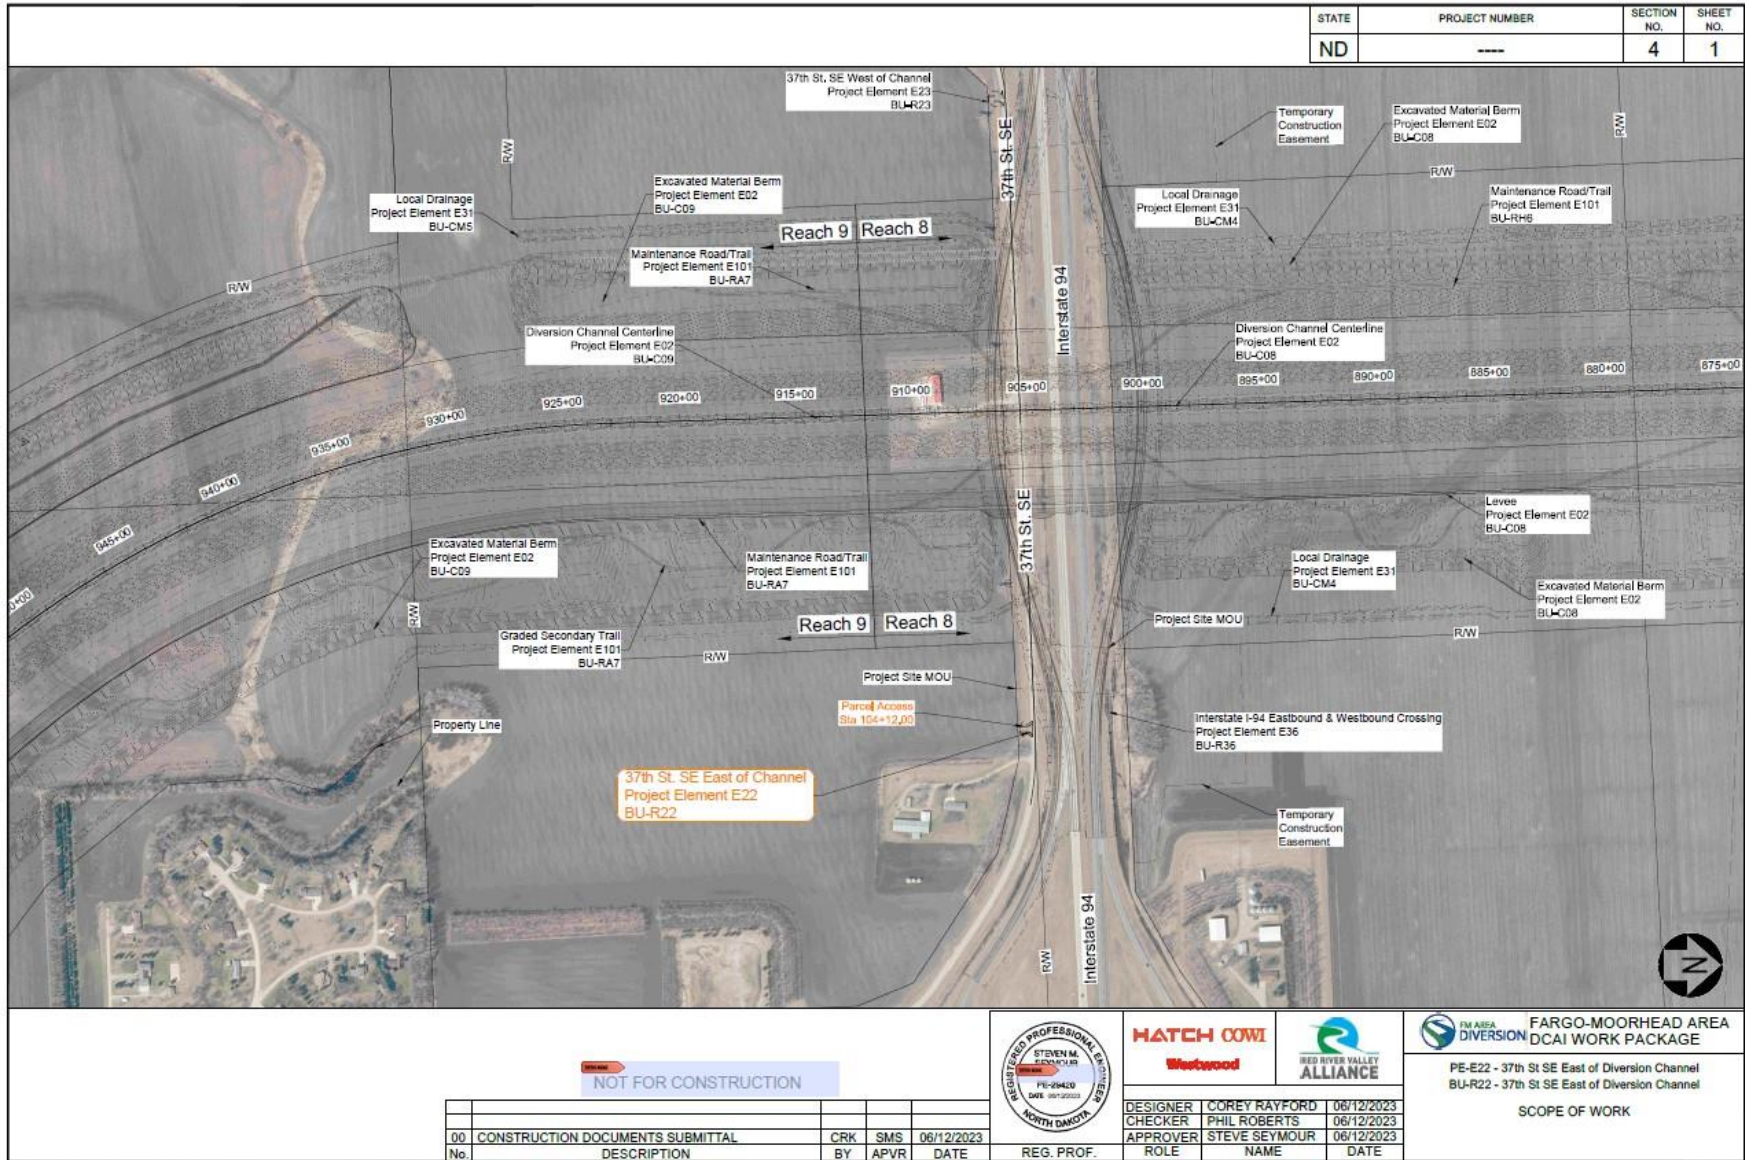 STATE
PROJECT NUMBER
SECTION
NO.
SHEET
NO.
ND
----
4
1
37th St. SE West of Channel
Project Element E23
BU-R23
37th St. SE
Temporary
Construction
Easement
Excavated Material Berm
Project Element E02
BU-C08
R/W
R/W
R/W
Local Drainage
Project Element E31
BU-CM5
Excavated Material Berm
Project Element E02
BU-C09
Local Drainage
Project Element E31
BU-CM4
Maintenance Road/Trail
Project Element E101
BU-RH6
Reach 9
Reach 8
Maintenance Road/Trail
Project Element E101
BU-RA7
R/W
Interstate 94
Diversion Channel Centerline
Project Element E02
BU-C09
Diversion Channel Centerline
Project Element E02
BU-C08
945+00
940+00
935+00
930+00
925+00
920+00
915+00
910+00
905+00
900+00
895+00
890+00
885+00
880+00
875+00
37th St. SE
Levee
Project Element E02
BU-C08
Excavated Material Berm
Project Element E02
BU-C09
Maintenance Road/Trail
Project Element E101
BU-RA7
Local Drainage
Project Element E31
BU-CM4
Excavated Material Berm
Project Element E02
BU-C08
R/W
Reach 9
Reach 8
Project Site MOU
Graded Secondary Trail
Project Element E101
BU-RA7
R/W
R/W
Project Site MOU
Parcel Access
Sta 104+12.00
Property Line
Interstate I-94 Eastbound & Westbound Crossing
Project Element E36
BU-R36
37th St. SE East of Channel
Project Element E22
BU-R22
Temporary
Construction
Easement
Interstate 94
R/W
N
NOT FOR CONSTRUCTION
00 CONSTRUCTION DOCUMENTS SUBMITTAL CRK SMS 06/12/2023
No. DESCRIPTION BY APVR DATE
REGISTERED PROFESSIONAL ENGINEER
STEVEN M.
SEYMOUR
PE-29420
DATE 06/12/2023
NORTH DAKOTA
REG. PROF.
HATCH COWI
Westwood
RED RIVER VALLEY
ALLIANCE
DESIGNER COREY RAYFORD 06/12/2023
CHECKER PHIL ROBERTS 06/12/2023
APPROVER STEVE SEYMOUR 06/12/2023
ROLE NAME DATE
FM AREA
DIVERSION
FARGO-MOORHEAD AREA
DCAI WORK PACKAGE
PE-E22 - 37th St SE East of Diversion Channel
BU-R22 - 37th St SE East of Diversion Channel
SCOPE OF WORK